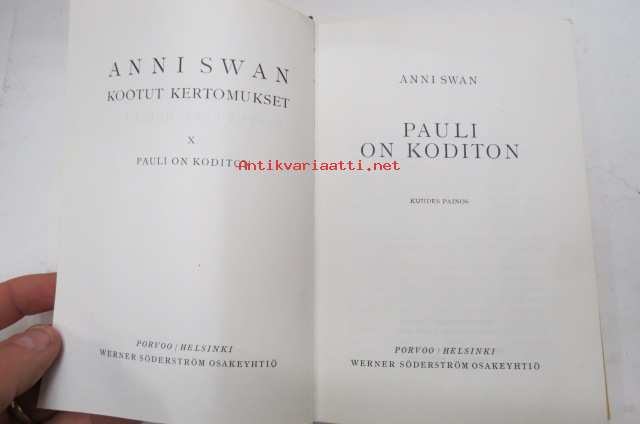 ANNI SWAN
KOOTUT KERTOMUKSET
X
PAULI ON KODITON
Antikvariaatti.net
PORVOO / HELSINKI
WERNER SÖDERSTRÖM OSAKEYHTIÖ
ANNI SWAN
PAULI
ON KODITON
KUUDES PAINOS
PORVOO / HELSINKI
WERNER SÖDERSTRÖM OSAKEYHTIÖ